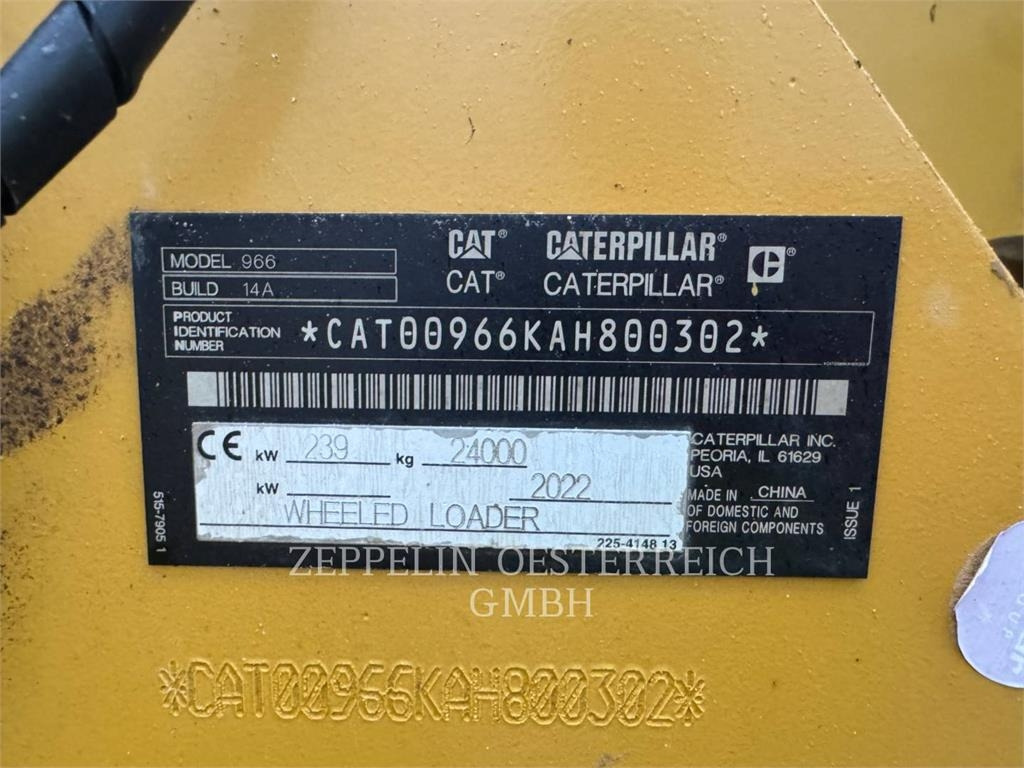 MODEL 966
BUILD 14A
CAT® CATERPILLAR®
CAT® CATERPILLAR®
PRODUCT
IDENTIFICATION
NUMBER
*CAT00966KAH800302*
CE kW 239 kg 24000
kW 2022
WHEELED LOADER
225-4148 13
515-7905 1
CATERPILLAR INC.
PEORIA, IL 61629
USA
MADE IN CHINA
OF DOMESTIC AND
FOREIGN COMPONENTS
ISSUE 1
ZEPPELIN OESTERREICH
GMBH
*CAT00966KAH800302*